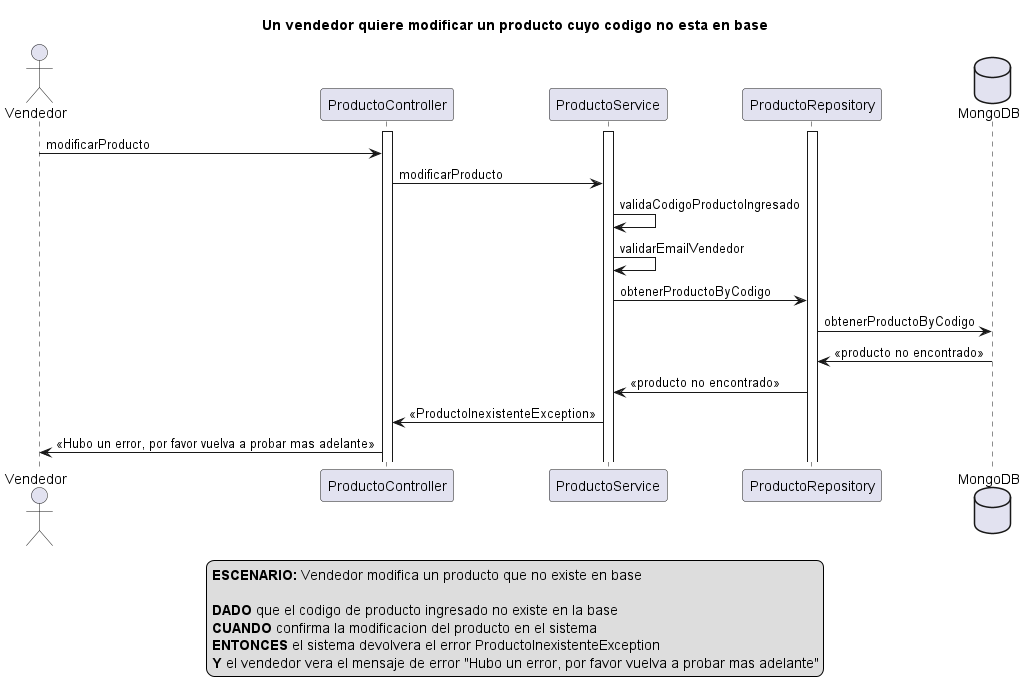 Un vendedor quiere modificar un producto cuyo codigo no esta en base
Vendedor
ProductoController
ProductoService
ProductoRepository
MongoDB
modificarProducto
modificarProducto
validaCodigoProductoIngresado
validarEmailVendedor
obtenerProductoByCodigo
obtenerProductoByCodigo
«producto no encontrado»
«producto no encontrado»
«ProductoInexistenteException»
«Hubo un error, por favor vuelva a probar mas adelante»
Vendedor
ProductoController
ProductoService
ProductoRepository
MongoDB
ESCENARIO: Vendedor modifica un producto que no existe en base
DADO que el codigo de producto ingresado no existe en la base
CUANDO confirma la modificacion del producto en el sistema
ENTONCES el sistema devolvera el error ProductoInexistenteException
Y el vendedor vera el mensaje de error "Hubo un error, por favor vuelva a probar mas adelante"